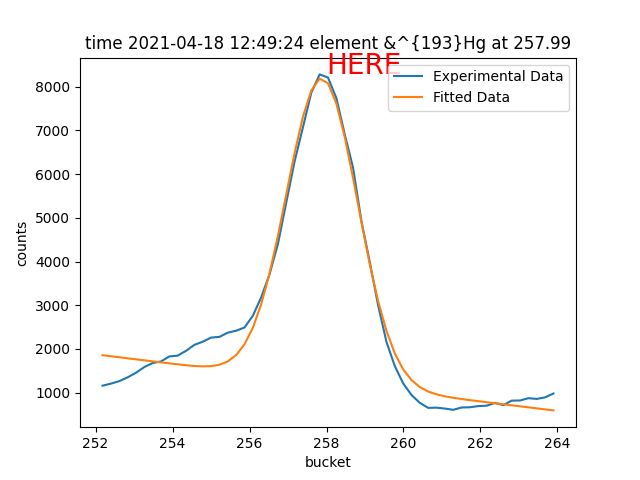 time 2021-04-18 12:49:24 element &^{193}Hg at 257.99
HERE
Experimental Data
Fitted Data
counts
8000
7000
6000
5000
4000
3000
2000
1000
252
254
256
258
260
262
264
bucket